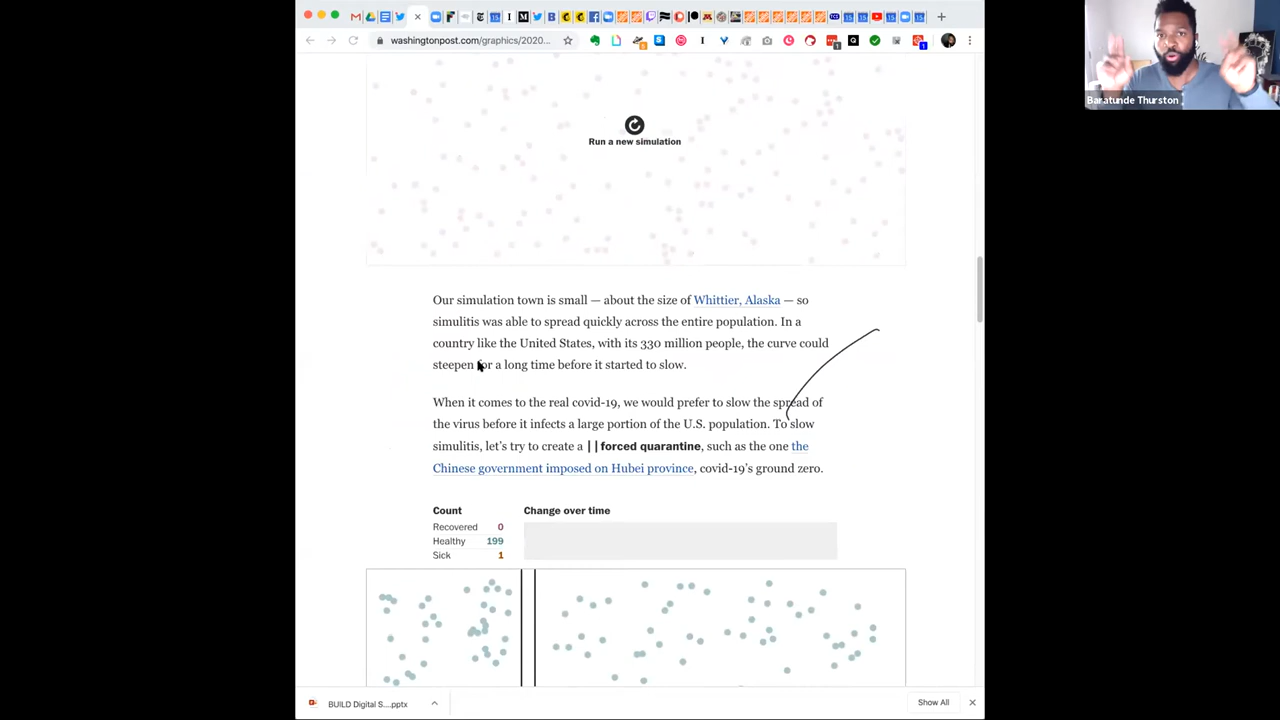 washingtonpost.com/graphics/2020...
Baratunde Thurston
Run a new simulation
Our simulation town is small — about the size of Whittier, Alaska — so
simulitis was able to spread quickly across the entire population. In a
country like the United States, with its 330 million people, the curve could
steepen for a long time before it started to slow.
When it comes to the real covid-19, we would prefer to slow the spread of
the virus before it infects a large portion of the U.S. population. To slow
simulitis, let's try to create a ||forced quarantine, such as the one the
Chinese government imposed on Hubei province, covid-19's ground zero.
Count Change over time
Recovered 0
Healthy 199
Sick 1
BUILD Digital S....pptx
Show All